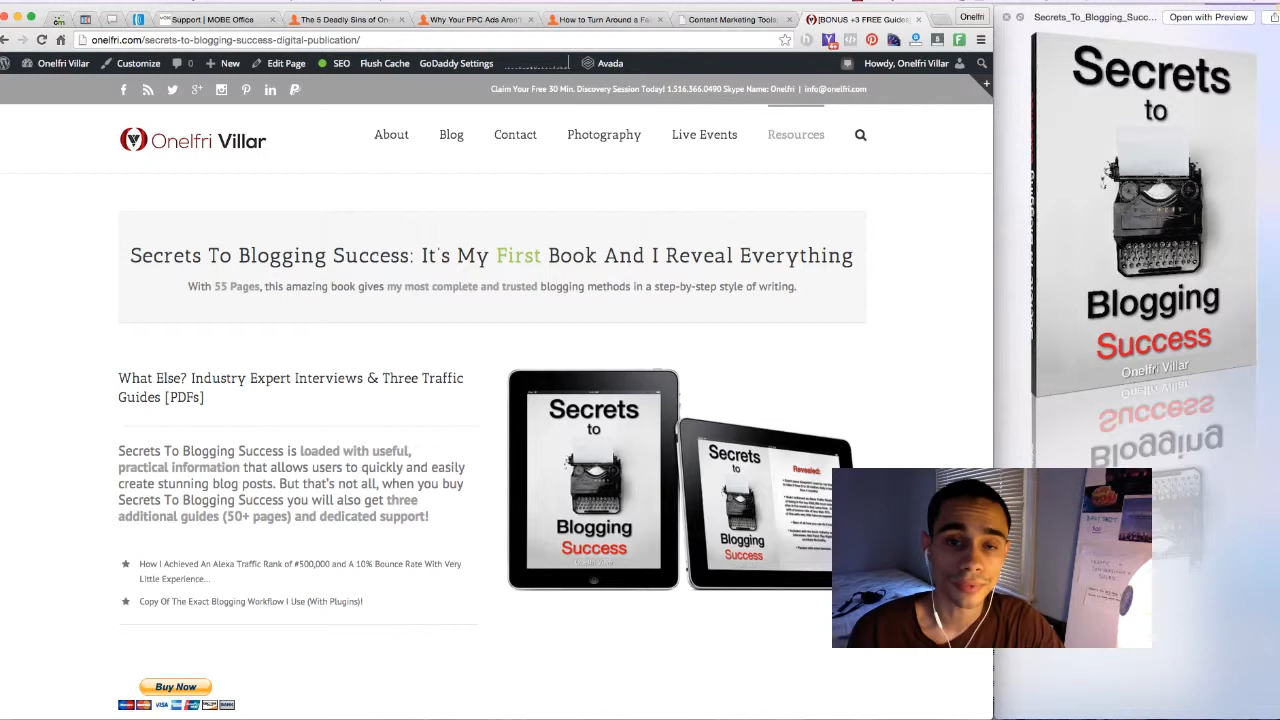 Support | MOBE Office
The 5 Deadly Sins of On
Why Your PPC Ade Aren'
How to Turn Around a Fa
Content Marketing Tools
[BONUS +3 FREE Guides
Onelfri
onelfri.com/secrets-to-blogging-success-digital-publication/
Onelfri Villar
Customize
0
New
Edit Page
SEO
Flush Cache
GoDaddy Settings
Avada
Howdy, Onelfri Villar
Claim Your Free 30 Min. Discovery Session Today! 1.516.366.0490 Skype Name: Onelfri | info@onelfri.com
Onelfri Villar
About
Blog
Contact
Photography
Live Events
Resources
Secrets To Blogging Success: It's My First Book And I Reveal Everything
With 55 Pages, this amazing book gives my most complete and trusted blogging methods in a step-by-step style of writing.
What Else? Industry Expert Interviews & Three Traffic
Guides [PDFs]
Secrets To Blogging Success is loaded with useful,
practical information that allows users to quickly and easily
create stunning blog posts. But that's not all, when you buy
Secrets To Blogging Success you will also get three
additional guides (50+ pages) and dedicated support!
How I Achieved An Alexa Traffic Rank of #500,000 and A 10% Bounce Rate With Very
Little Experience...
Copy Of The Exact Blogging Workflow I Use (With Plugins)!
Buy Now
VISA
BANK
Secrets
to
Blogging
Success
Onelfri Villar
Secrets
to
Blogging
Success
Revealed:
Secrets_To_Blogging_Succ...
Open with Preview
Secrets
to
Blogging
Success
Onelfri Villar